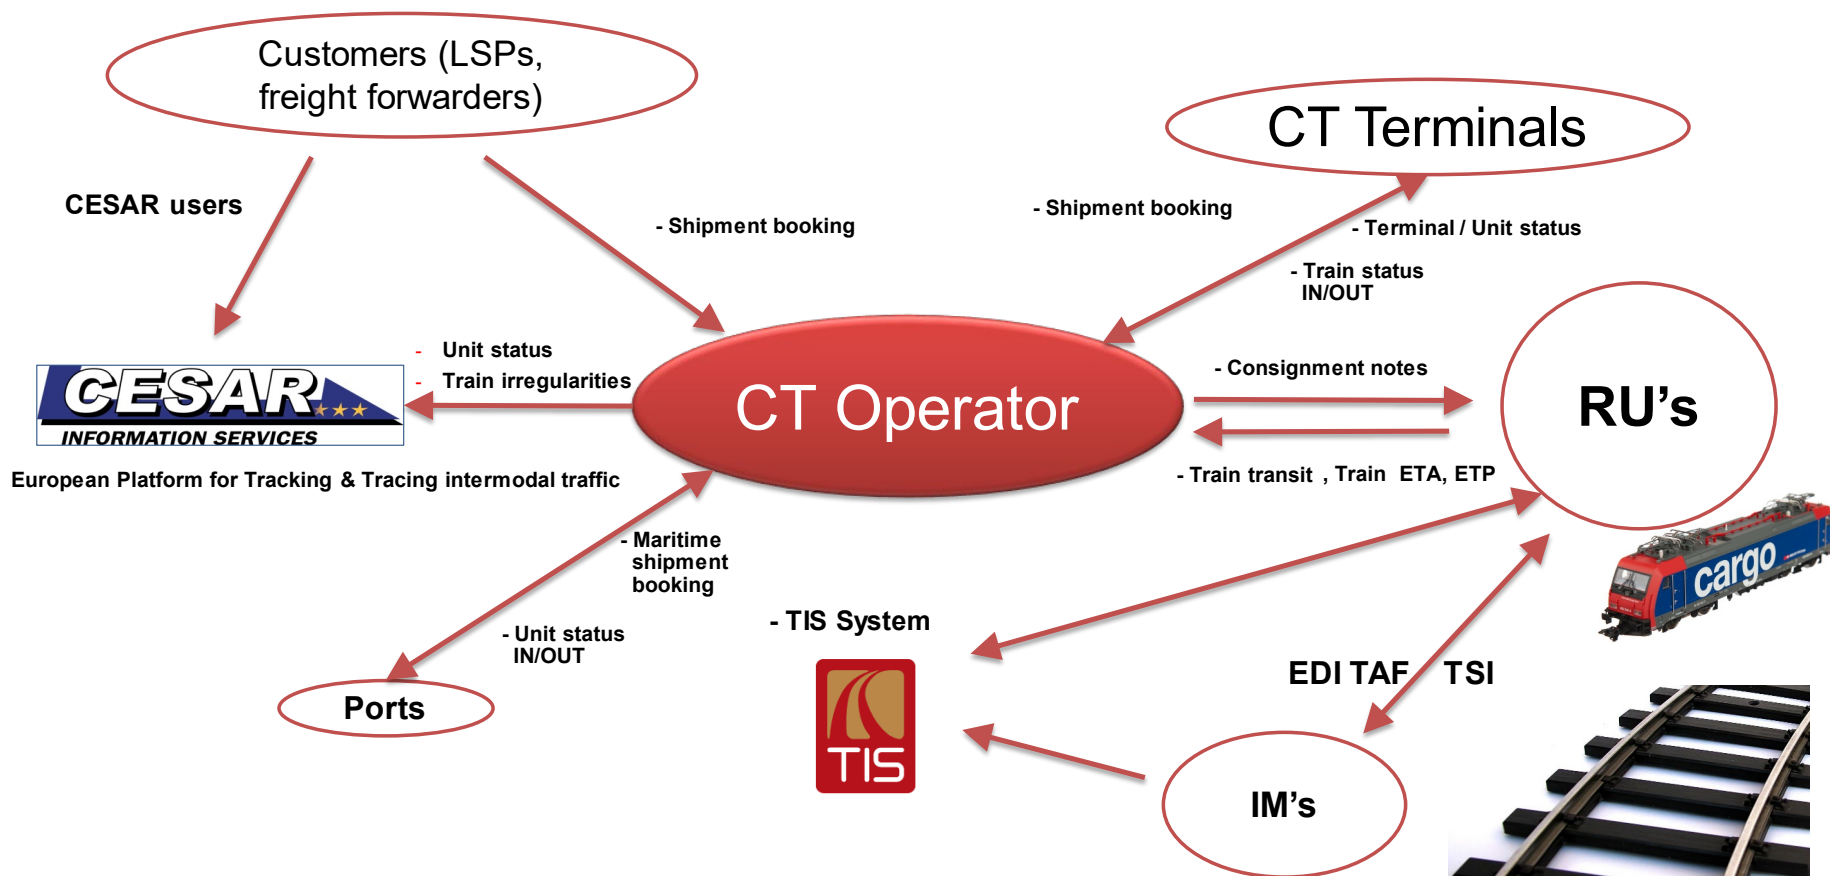 Customers (LSPs,
freight forwarders)
CT Terminals
CESAR users
- Shipment booking
- Shipment booking
- Terminal / Unit status
- Train status
IN/OUT
- Unit status
- Train irregularities
CESAR
INFORMATION SERVICES
European Platform for Tracking & Tracing intermodal traffic
CT Operator
- Consignment notes
RU’s
- Train transit , Train ETA, ETP
cargo
- Maritime
shipment
booking
- Unit status
IN/OUT
Ports
- TIS System
TIS
EDI TAF TSI
IM’s